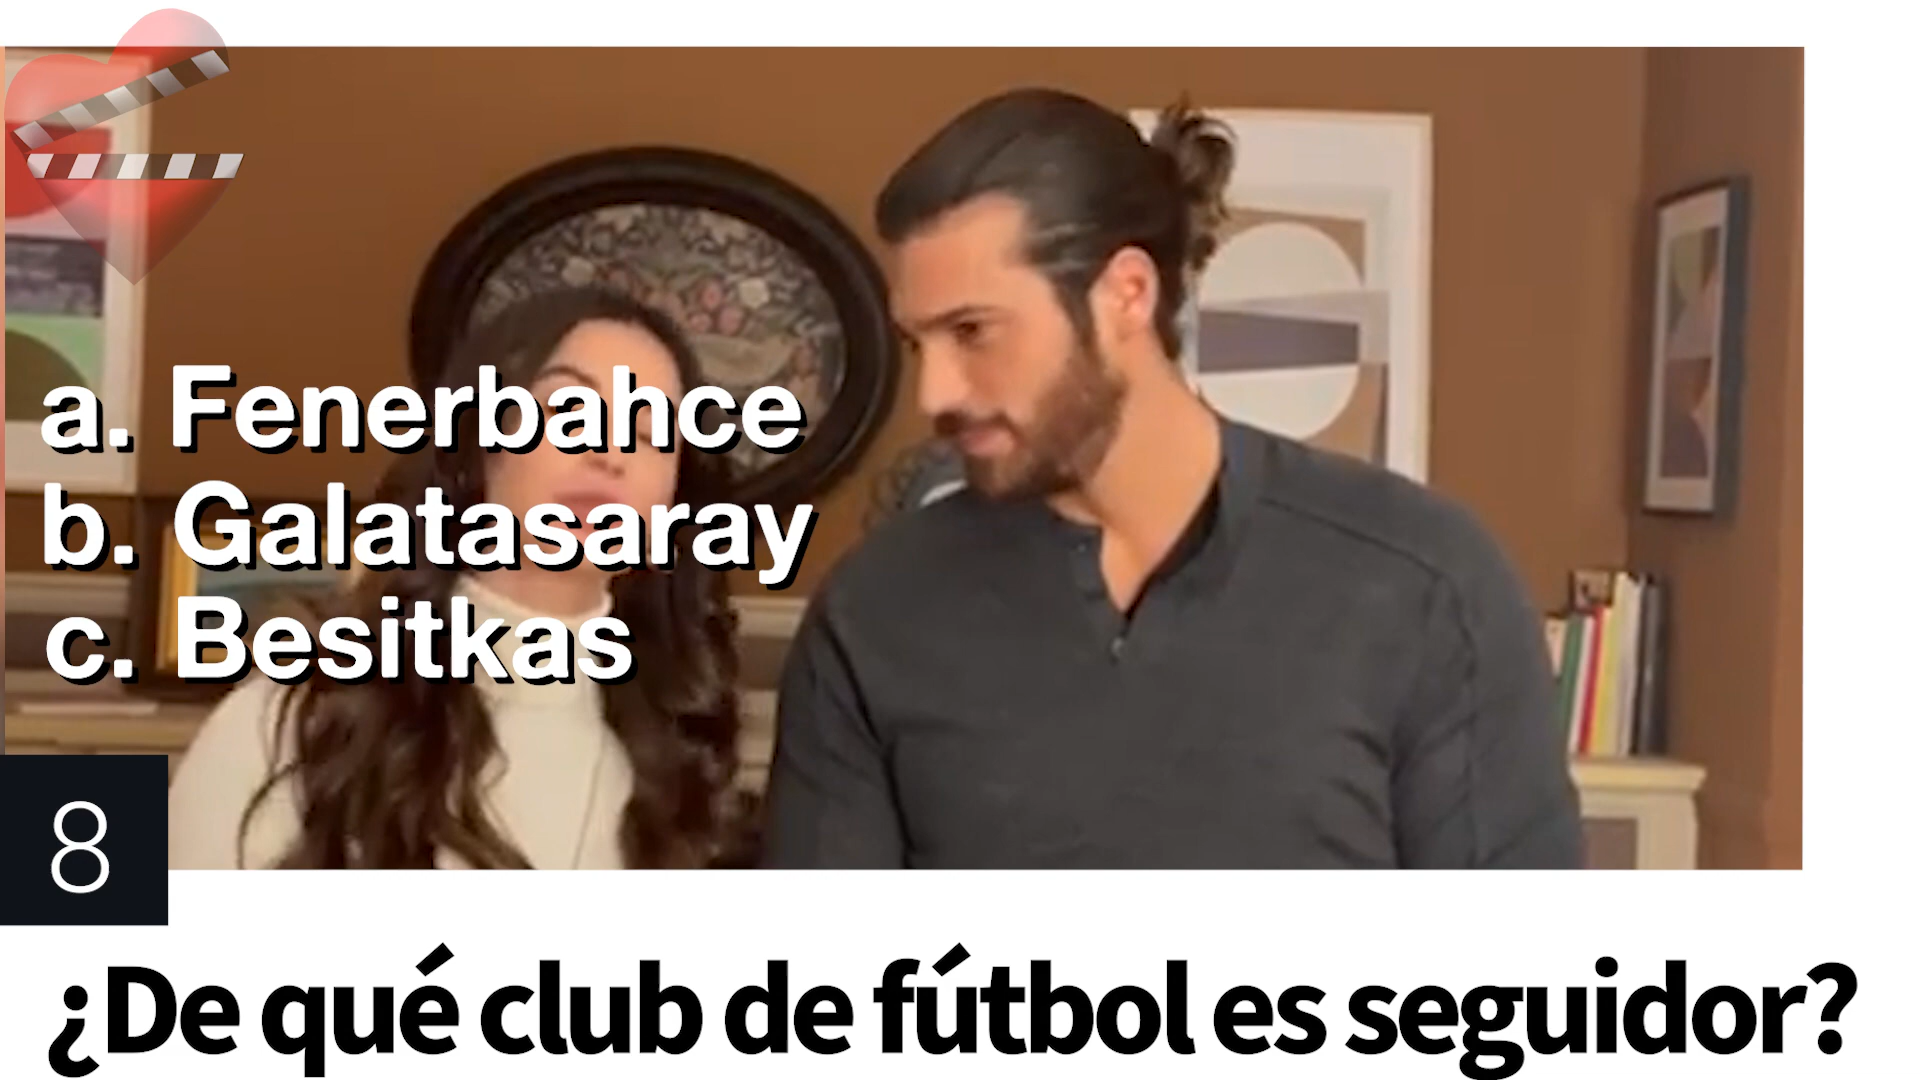 a. Fenerbahce
b. Galatasaray
c. Besitkas
8
¿De qué club de fútbol es seguidor?